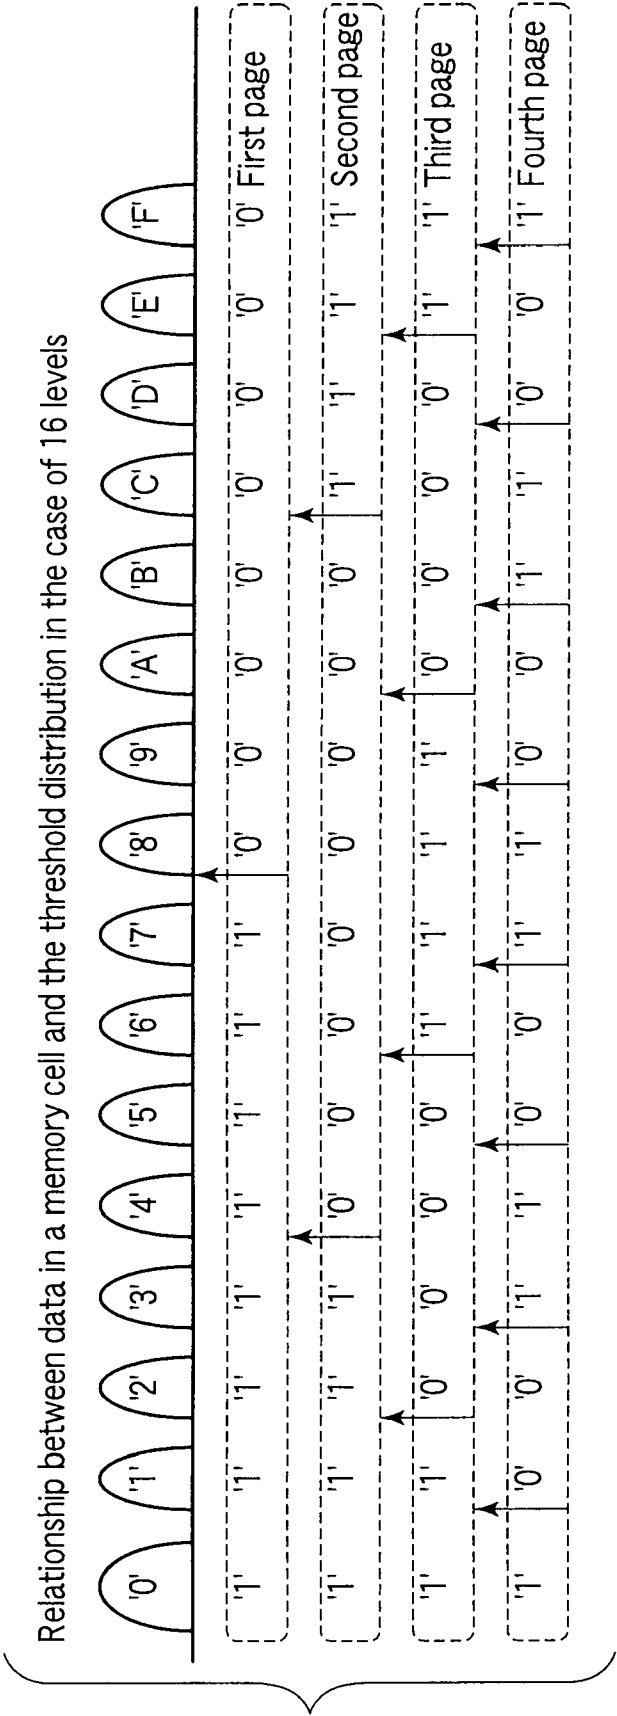 Relationship between data in a memory cell and the threshold distribution in the case of 16 levels
'0' '1' '2' '3' '4' '5' '6' '7' '8' '9' 'A' 'B' 'C' 'D' 'E' 'F'
'1' '1' '1' '1' '1' '1' '1' '1' '0' '0' '0' '0' '0' '0' '0' '0' First page
'1' '1' '1' '1' '0' '0' '0' '0' '0' '0' '0' '0' '1' '1' '1' '1' Second page
'1' '1' '0' '0' '0' '0' '1' '1' '1' '1' '0' '0' '0' '0' '1' '1' Third page
'1' '0' '0' '1' '1' '0' '0' '1' '1' '0' '0' '1' '1' '0' '0' '1' Fourth page